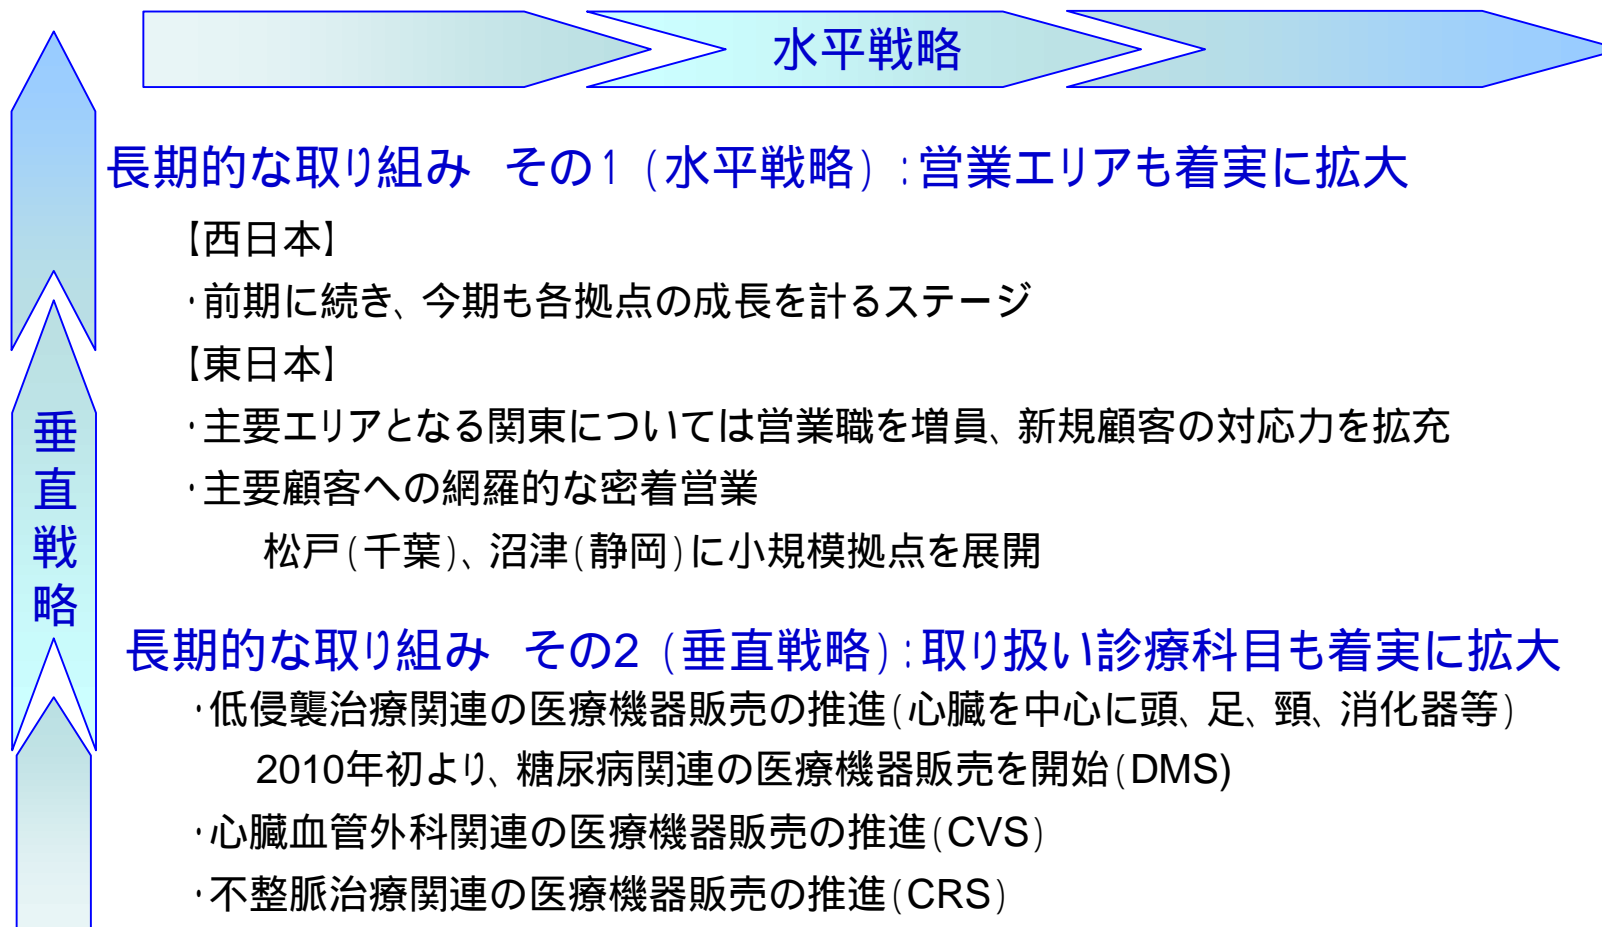 水平戦略
長期的な取り組み　その1（水平戦略）：営業エリアも着実に拡大
【西日本】
・前期に続き、今期も各拠点の成長を計るステージ
【東日本】
・主要エリアとなる関東については営業職を増員、新規顧客の対応力を拡充
・主要顧客への網羅的な密着営業
松戸（千葉）、沼津（静岡）に小規模拠点を展開
垂直戦略
長期的な取り組み　その2（垂直戦略）：取り扱い診療科目も着実に拡大
・低侵襲治療関連の医療機器販売の推進（心臓を中心に頭、足、頸、消化器等）
2010年初より、糖尿病関連の医療機器販売を開始（DMS)
・心臓血管外科関連の医療機器販売の推進（CVS）
・不整脈治療関連の医療機器販売の推進（CRS）